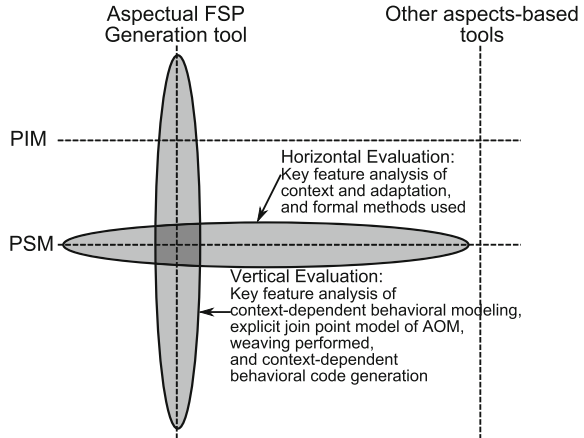 Aspectual FSP
Generation tool
Other aspects-based
tools
PIM
Horizontal Evaluation:
Key feature analysis of
context and adaptation,
and formal methods used
PSM
Vertical Evaluation:
Key feature analysis of
context-dependent behavioral modeling,
explicit join point model of AOM,
weaving performed,
and context-dependent
behavioral code generation